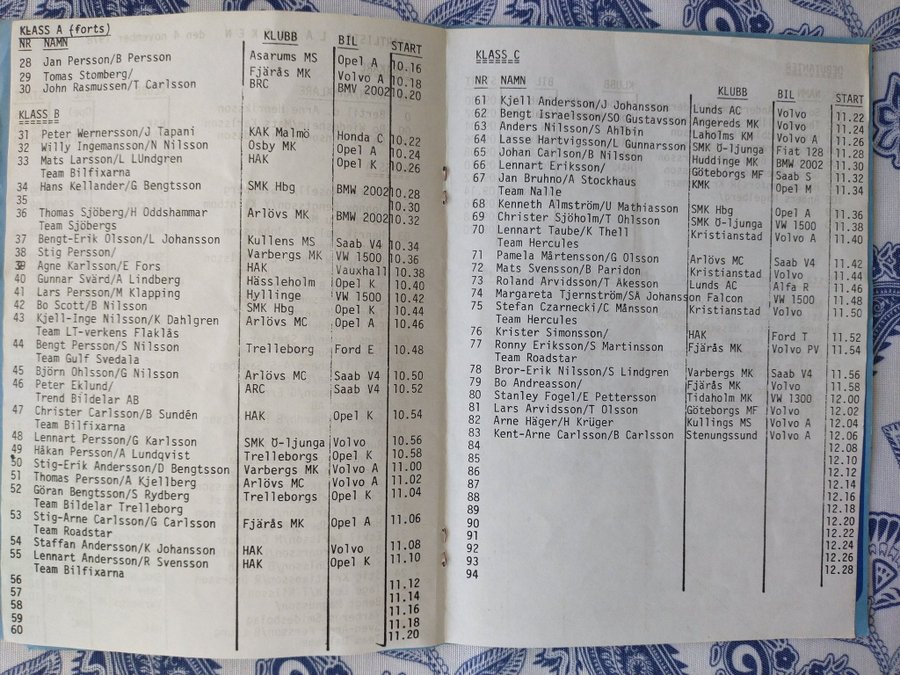 KLASS A (forts)
NR NAMN KLUBB BIL START
28 Jan Persson/B Persson Asarums MS Opel A 10.16
29 Tomas Stomberg/ Fjärås MK Volvo A 10.18
30 John Rasmussen/T Carlsson BRC BMV 2002 10.20
KLASS B
31 Peter Wernersson/J Tapani KAK Malmö Honda C 10.22
32 Willy Ingemansson/N Nilsson Osby MK Opel A 10.24
33 Mats Larsson/L LUndgren HAK Opel K 10.26
Team Bilfixarna
34 Hans Kellander/G Bengtsson SMK Hbg BMW 2002 10.28
35 10.30
36 Thomas Sjöberg/H Oddshammar Arlövs MK BMW 2002 10.32
Team Sjöbergs
37 Bengt-Erik Olsson/L Johansson Kullens MS Saab V4 10.34
38 Stig Persson/ Varbergs MK VW 1500 10.36
39 Agne Karlsson/E Fors HAK Vauxhall 10.38
40 Gunnar Svärd/A Lindberg Hässleholm Opel K 10.40
41 Lars Persson/M Klapping Hyllinge VW 1500 10.42
42 Bo Scott/B Nilsson SMK Hbg Opel K 10.44
43 Kjell-Inge Nilsson/K Dahlgren Arlövs MC Opel A 10.46
Team LT-verkens Flaklås
44 Bengt Persson/S Nilsson Trelleborg Ford E 10.48
Team Gulf Svedala
45 Björn Ohlsson/G Nilsson Arlövs MC Saab V4 10.50
46 Peter Eklund/ ARC Saab V4 10.52
Trend Bildelar AB
47 Christer Carlsson/B Sundén HAK Opel K 10.54
Team Bilfixarna
48 Lennart Persson/G Karlsson SMK Ö-ljunga Volvo 10.56
49 Håkan Persson/A Lundqvist Trelleborgs Opel K 10.58
50 Stig-Erik Andersson/D Bengtsson Varbergs MK Volvo A 11.00
51 Thomas Persson/A Kjellberg Arlövs MC Volvo A 11.02
52 Göran Bengtsson/S Rydberg Trelleborgs Opel K 11.04
Team Bildelar Trelleborg
53 Stig-Arne Carlsson/G Carlsson Fjärås MK Opel A 11.06
Team Roadstar
54 Staffan Andersson/K Johansson HAK Volvo 11.08
55 Lennart Andersson/R Svensson HAK Opel K 11.10
Team Bilfixarna
56 11.12
57 11.14
58 11.16
59 11.18
60 11.20
KLASS C
NR NAMN KLUBB BIL START
61 Kjell Andersson/J Johansson Lunds AC Volvo 11.22
62 Bengt Israelsson/SO Gustavsson Angereds MK Volvo 11.24
63 Anders Nilsson/S Ahlbin Laholms KM Volvo A 11.26
64 Lasse Hartvigsson/L Gunnarsson SMK Ö-ljunga Fiat 128 11.28
65 Johan Carlson/B Nilsson Huddinge MK BMW 2002 11.30
66 Lennart Eriksson/ Göteborgs MF Saab S 11.32
67 Jan Bruhno/A Stockhaus KMK Opel M 11.34
Team Nalle
68 Kenneth Almström/U Mathiasson SMK Hbg Opel A 11.36
69 Christer Sjöholm/T Ohlsson SMK Ö-ljunga VW 1500 11.38
70 Lennart Taube/K Thell Kristianstad Volvo A 11.40
Team Hercules
71 Pamela Mårtensson/G Olsson Arlövs MC Saab V4 11.42
72 Mats Svensson/B Paridon Kristianstad Volvo 11.44
73 Roland Arvidsson/T Akesson Lunds AC Alfa R 11.46
74 Margareta Tjernström/SA Johansson Falcon VW 1500 11.48
75 Stefan Czarnecki/C Månsson Kristianstad Volvo 11.50
Team Hercules
76 Krister Simonsson/ HAK Ford T 11.52
77 Ronny Eriksson/S Martinsson Fjärås MK Volvo PV 11.54
Team Roadstar
78 Bror-Erik Nilsson/S Lindgren Varbergs MK Saab V4 11.56
79 Bo Andreasson/ Fjärås MK Volvo 11.58
80 Stanley Fogel/E Pettersson Tidaholm MK VW 1300 12.00
81 Lars Arvidsson/T Olsson Göteborgs MF Volvo 12.02
82 Arne Häger/H Krüger Kullings MS Volvo A 12.04
83 Kent-Arne Carlsson/B Carlsson Stenungssund Volvo A 12.06
84 12.08
85 12.10
86 12.12
87 12.14
88 12.16
89 12.18
90 12.20
91 12.22
92 12.24
93 12.26
94 12.28